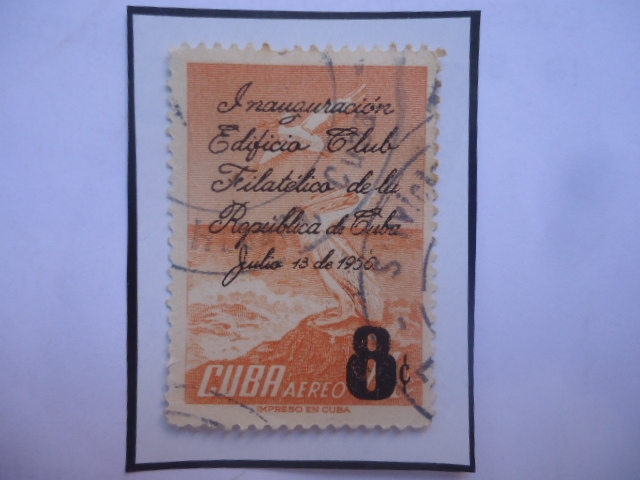 Inauguración
Edificio Club
Filatélico de la
República de Cuba
Julio 13 de 1956
8¢
CUBA AEREO
IMPRESO EN CUBA